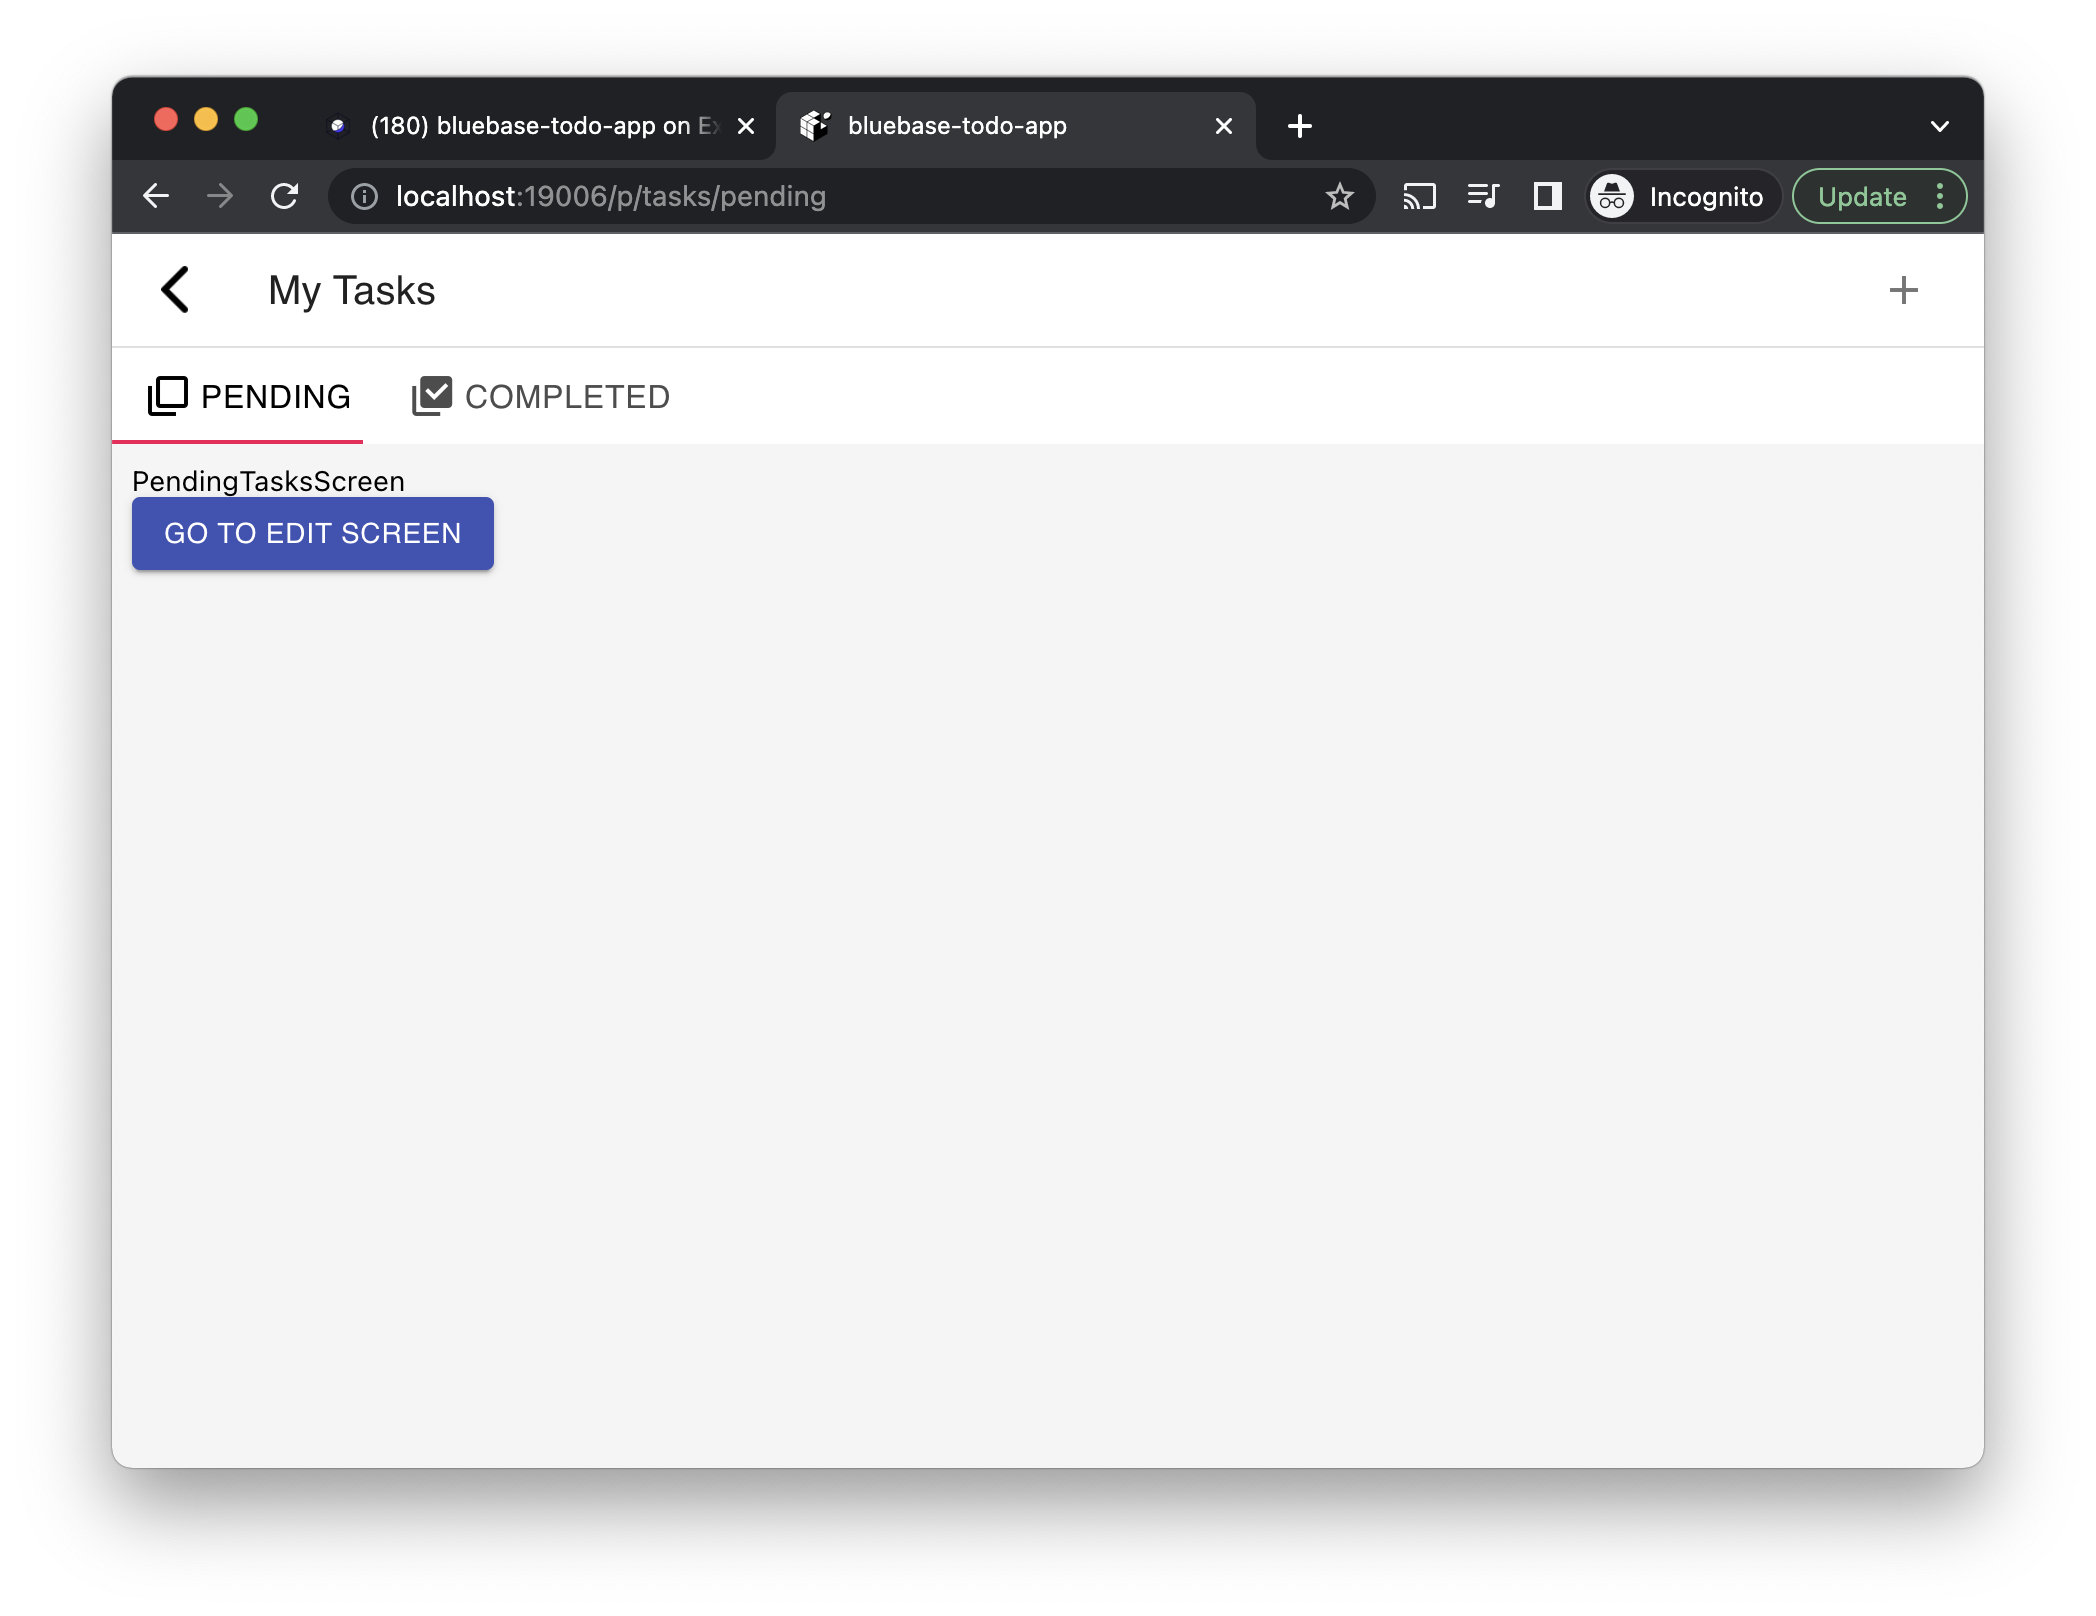 (180) bluebase-todo-app on Ex
bluebase-todo-app
localhost:19006/p/tasks/pending
Incognito
Update
My Tasks
PENDING
COMPLETED
PendingTasksScreen
GO TO EDIT SCREEN